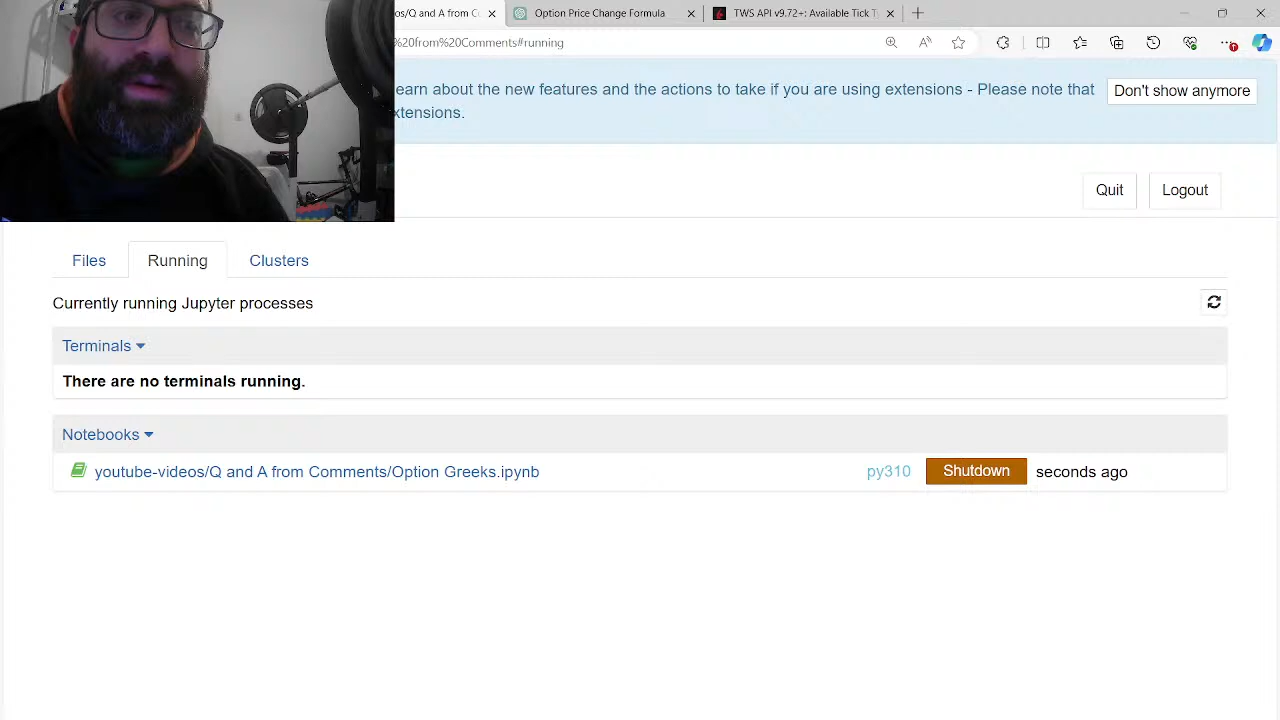 os/Q and A from Co
Option Price Change Formula
TWS API v9.72+: Available Tick T
%20from%20Comments#running
earn about the new features and the actions to take if you are using extensions - Please note that
xtensions.
Don't show anymore
Quit
Logout
Files
Running
Clusters
Currently running Jupyter processes
Terminals
There are no terminals running.
Notebooks
youtube-videos/Q and A from Comments/Option Greeks.ipynb
py310
Shutdown
seconds ago